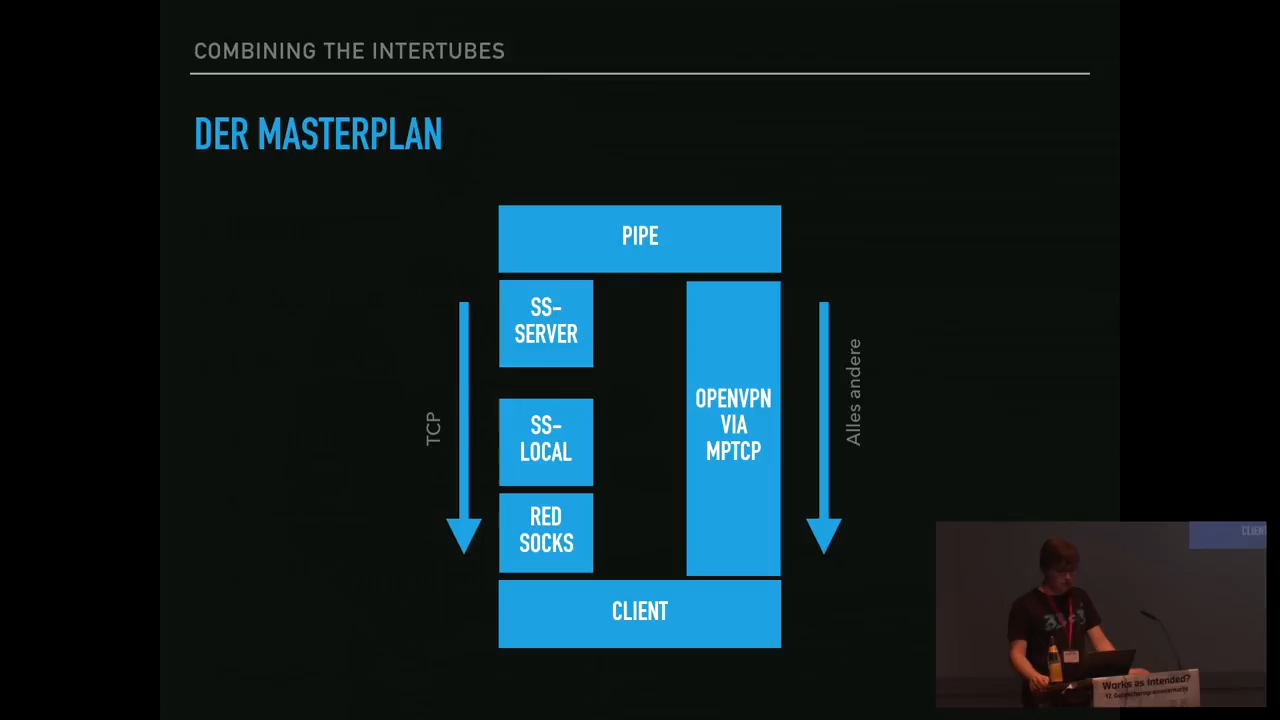 COMBINING THE INTERTUBES
DER MASTERPLAN
PIPE
SS-
SERVER
TCP
SS-
LOCAL
RED
SOCKS
OPENVPN
VIA
MPTCP
Alles andere
CLIENT
CLIENT
Works as Intended?